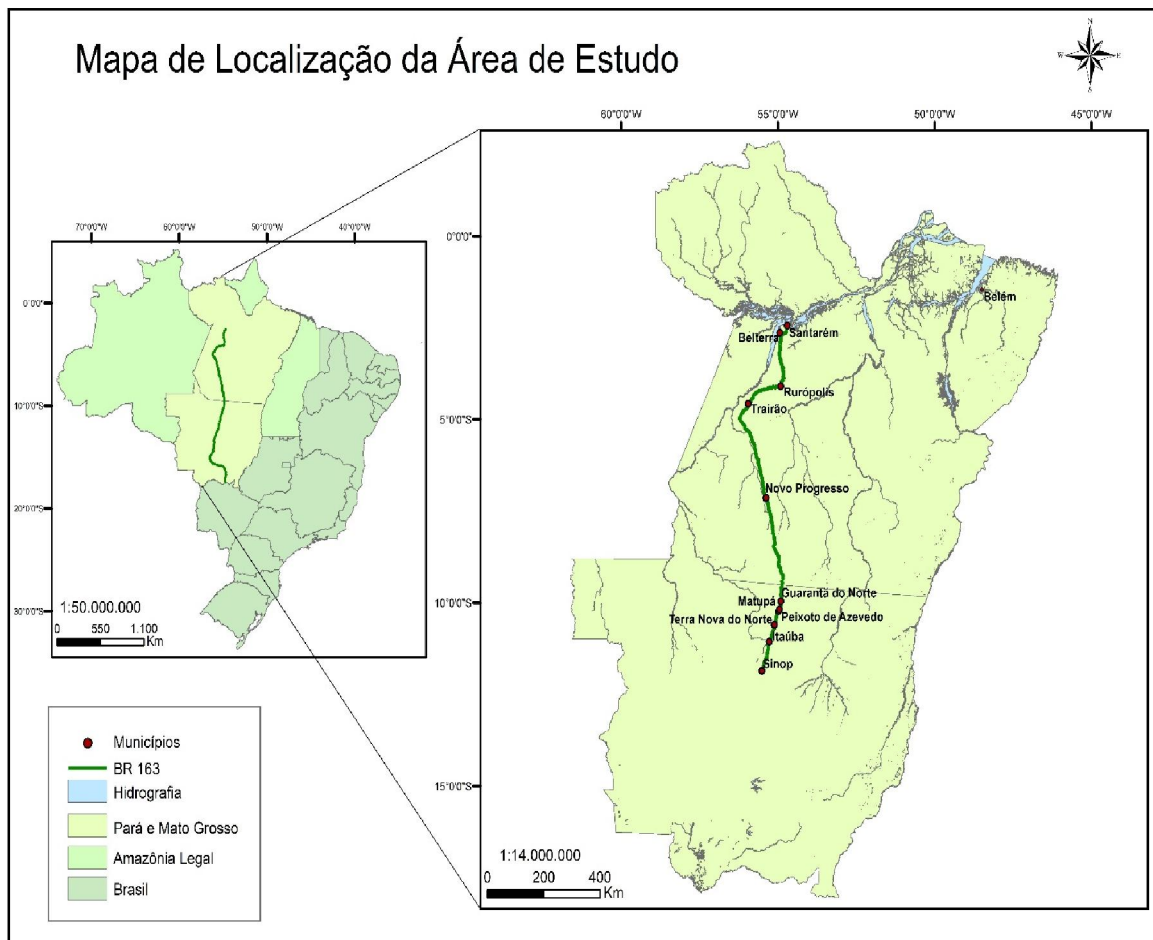 Mapa de Localização da Área de Estudo
N
W
E
S
70°0'0"W 60°0'0"W 50°0'0"W 40°0'0"W
0°0'0"
10°0'0"S
20°0'0"S
30°0'0"S
1:50.000.000
0 550 1.100
Km
60°0'0"W 55°0'0"W 50°0'0"W 45°0'0"W
0°0'0"
5°0'0"S
10°0'0"S
15°0'0"S
Belém
Santarém
Belterra
Rurópolis
Trairão
Novo Progresso
Guarantã do Norte
Matupá
Peixoto de Azevedo
Terra Nova do Norte
Itaúba
Sinop
1:14.000.000
0 200 400
Km
Municípios
BR 163
Hidrografia
Pará e Mato Grosso
Amazônia Legal
Brasil